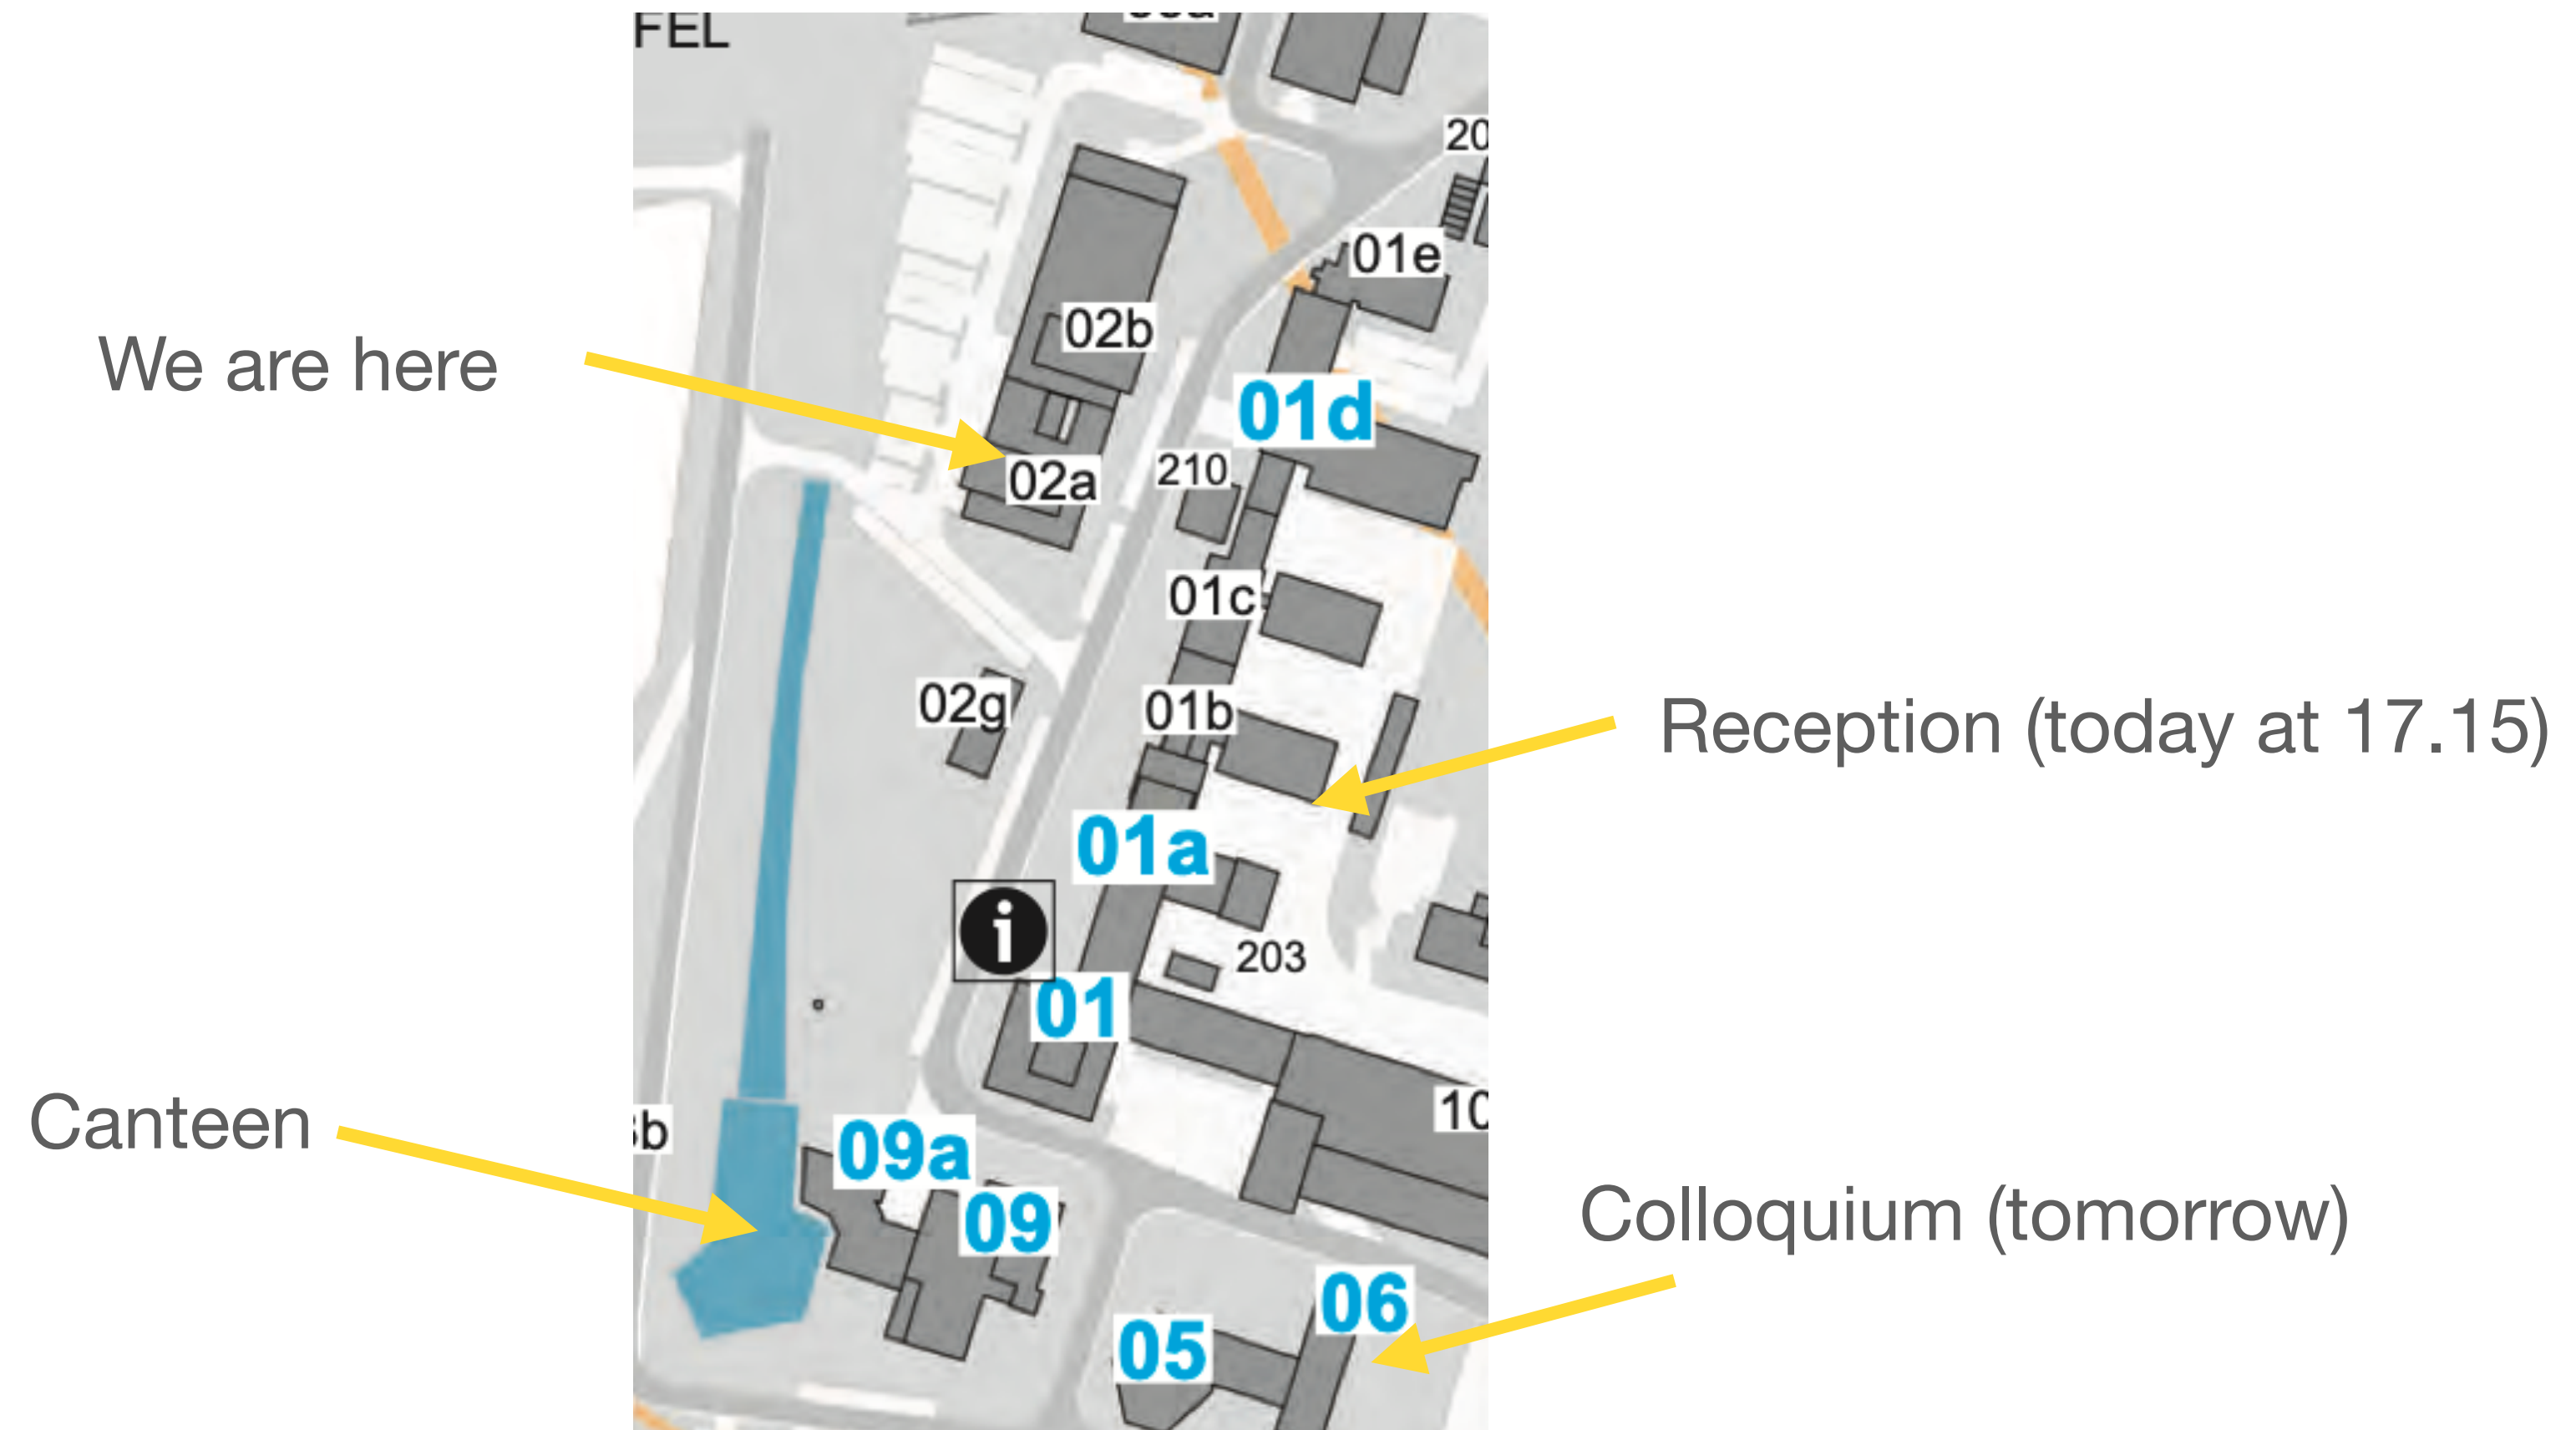 FEL
20
01e
02b
We are here
01d
210
02a
01c
02g
01b
Reception (today at 17.15)
01a
i
203
01
Canteen
10
b
09a
09
Colloquium (tomorrow)
06
05